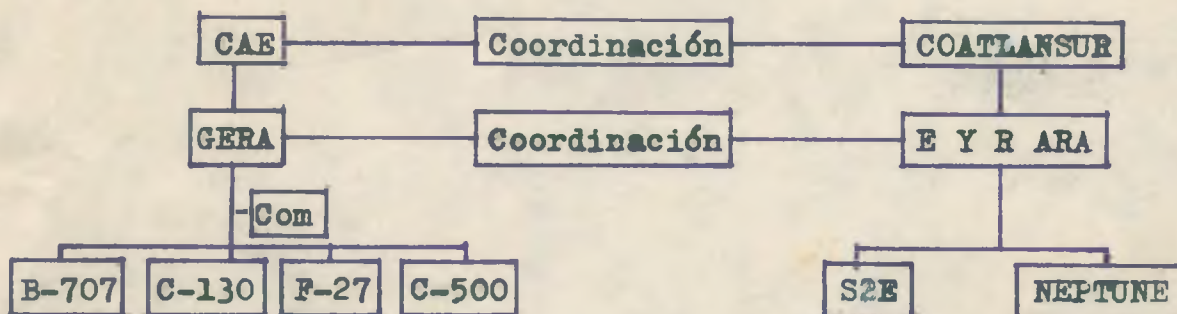 CAE Coordinación COATLANSUR
GERA Coordinación E Y R ARA
-Com
B-707 C-130 F-27 C-500 S2E NEPTUNE